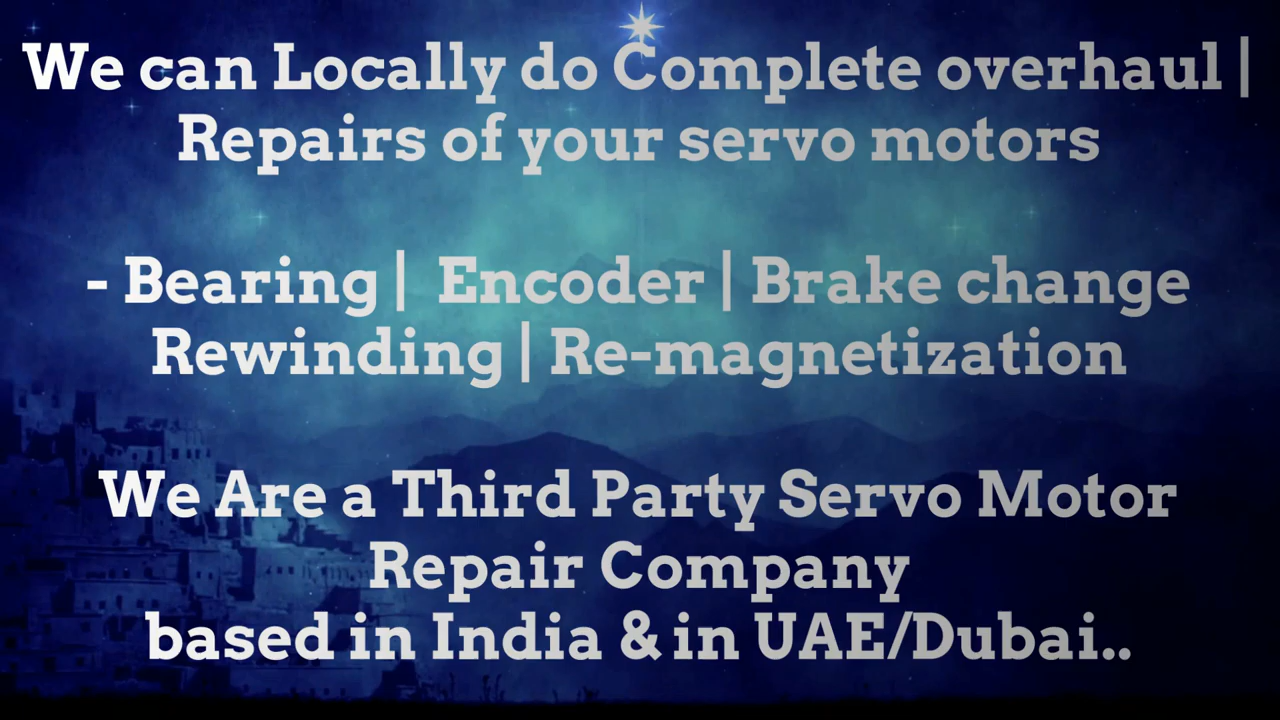 We can Locally do Complete overhaul |
Repairs of your servo motors
- Bearing | Encoder | Brake change
Rewinding | Re-magnetization
We Are a Third Party Servo Motor
Repair Company
based in India & in UAE/Dubai..